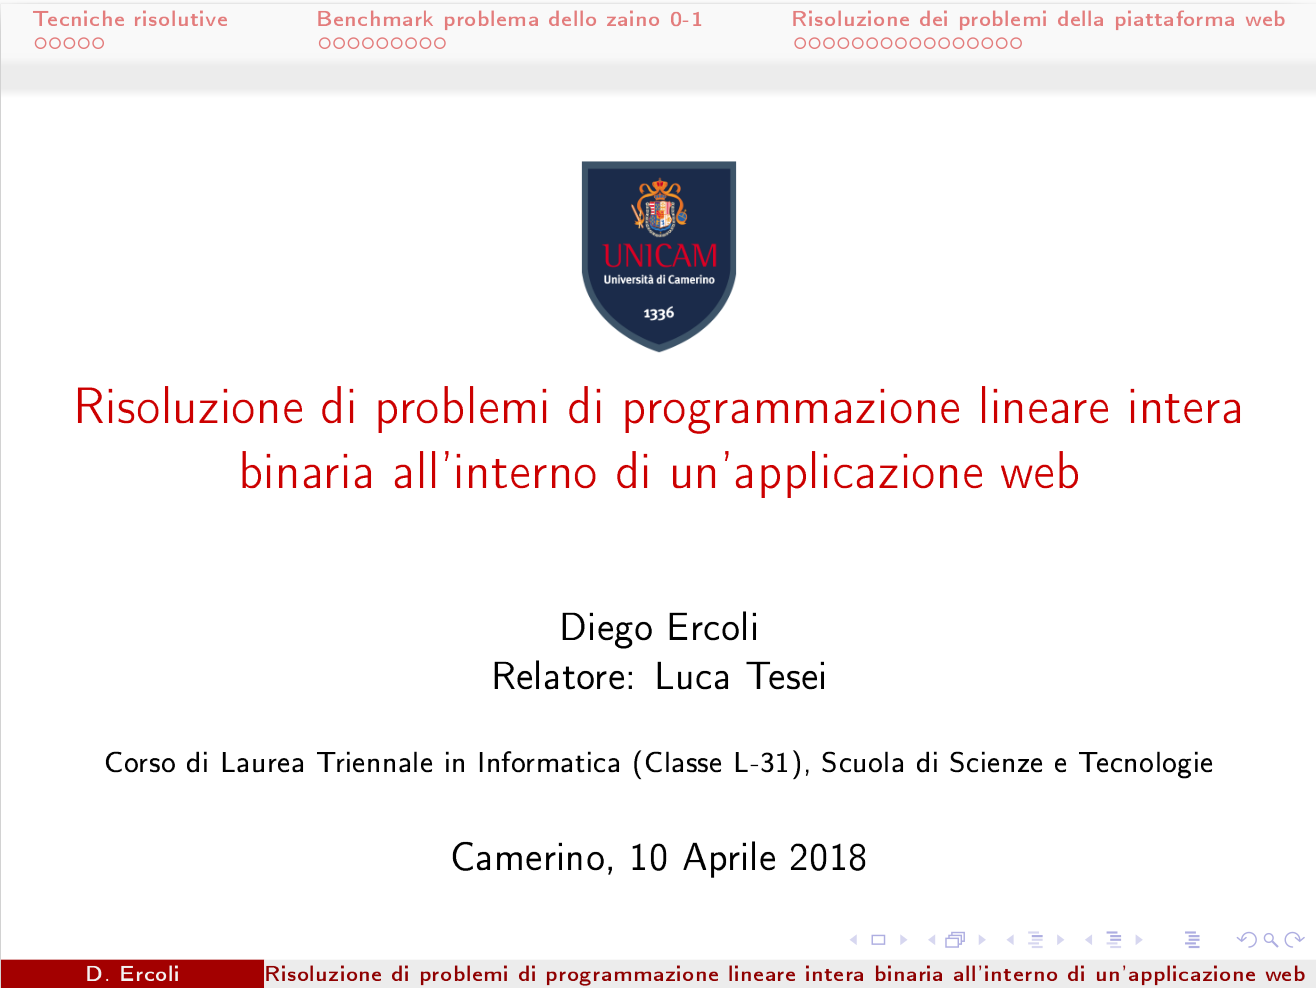 Tecniche risolutive
Benchmark problema dello zaino 0-1
Risoluzione dei problemi della piattaforma web
UNICAM
Università di Camerino
1336
Risoluzione di problemi di programmazione lineare intera
binaria all'interno di un'applicazione web
Diego Ercoli
Relatore: Luca Tesei
Corso di Laurea Triennale in Informatica (Classe L-31), Scuola di Scienze e Tecnologie
Camerino, 10 Aprile 2018
D. Ercoli
Risoluzione di problemi di programmazione lineare intera binaria all'interno di un'applicazione web